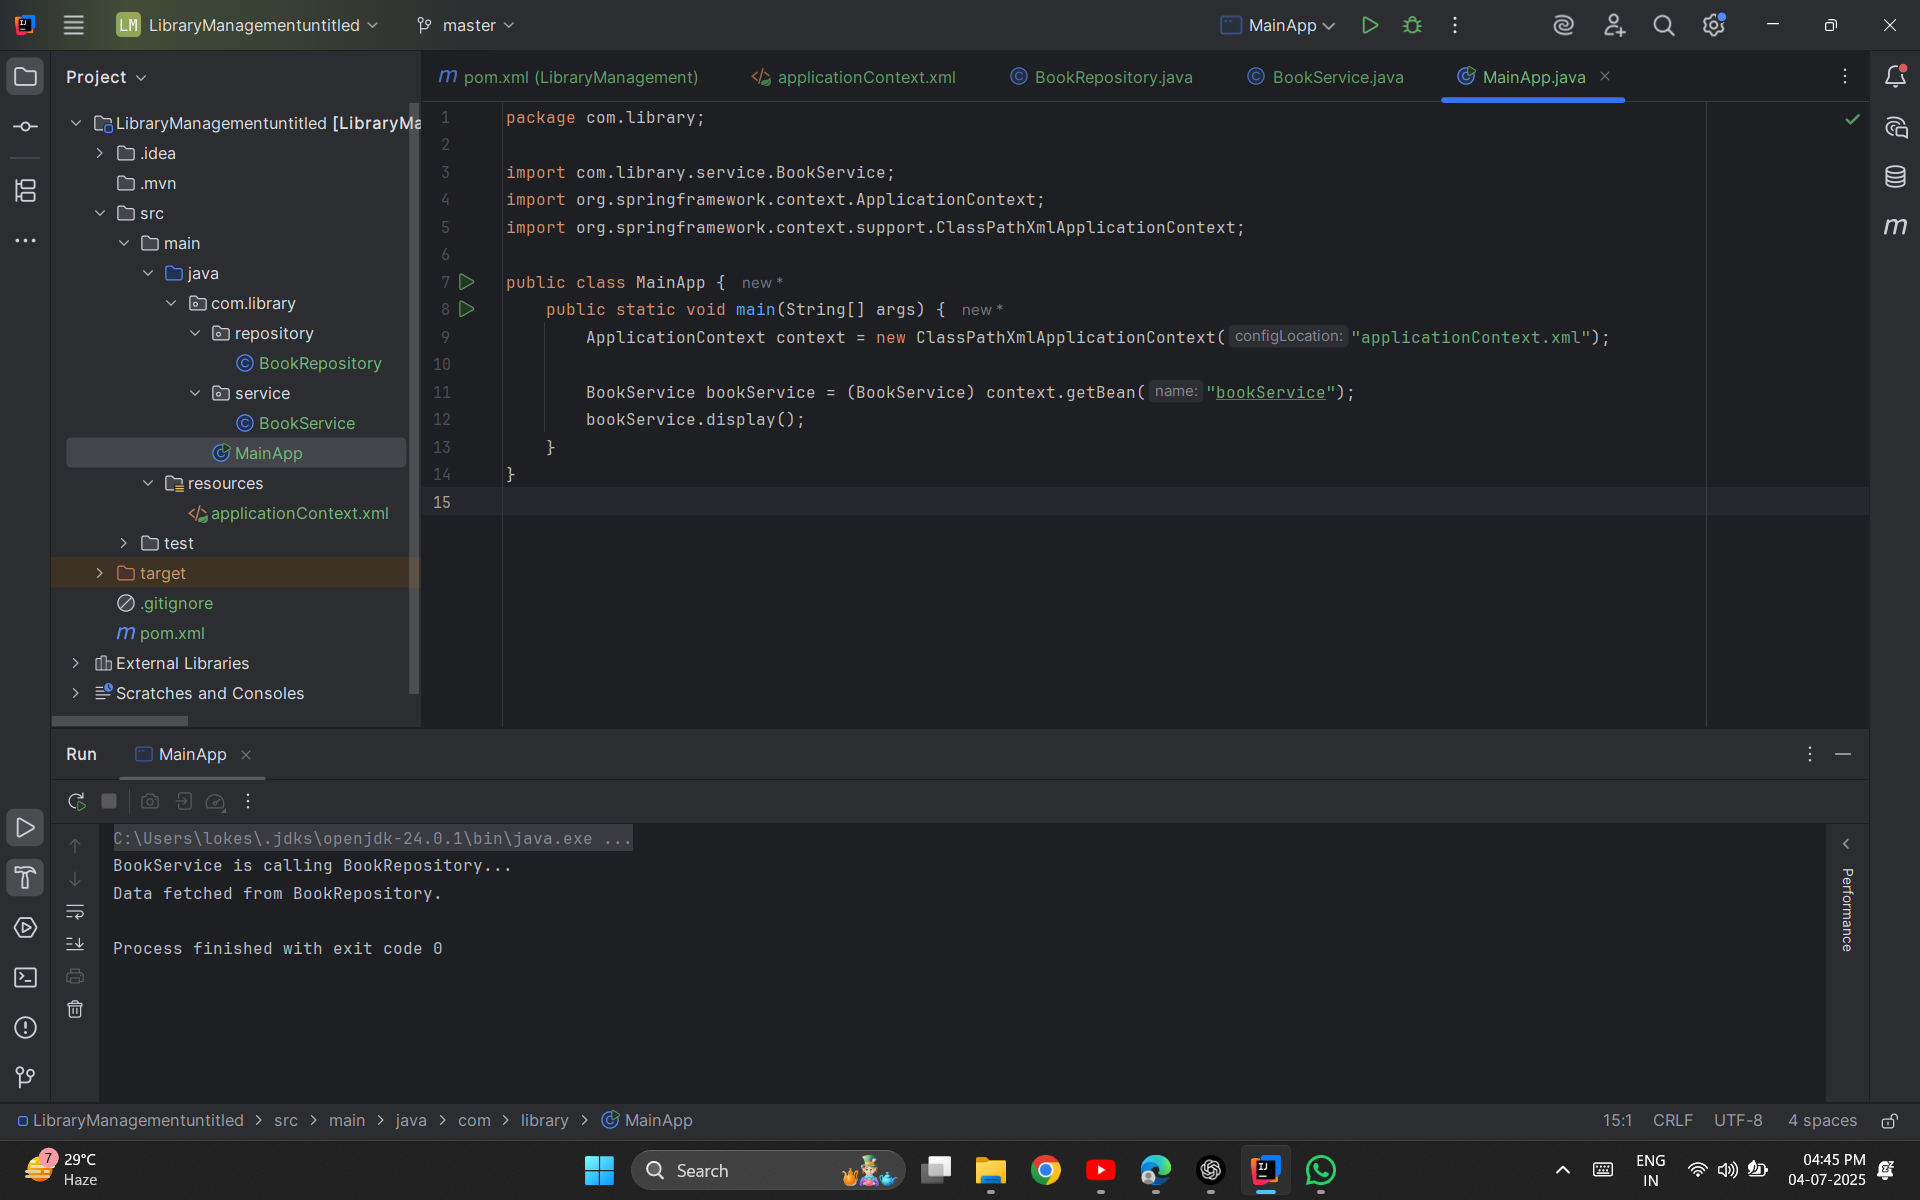 LM LibraryManagementuntitled master MainApp
Project
pom.xml (LibraryManagement) applicationContext.xml BookRepository.java BookService.java MainApp.java
LibraryManagementuntitled [LibraryMa
.idea
.mvn
src
main
java
com.library
repository
BookRepository
service
BookService
MainApp
resources
applicationContext.xml
test
target
.gitignore
pom.xml
External Libraries
Scratches and Consoles
1 package com.library;
2
3 import com.library.service.BookService;
4 import org.springframework.context.ApplicationContext;
5 import org.springframework.context.support.ClassPathXmlApplicationContext;
6
7 public class MainApp { new *
8 public static void main(String[] args) { new *
9 ApplicationContext context = new ClassPathXmlApplicationContext( configLocation: "applicationContext.xml");
10
11 BookService bookService = (BookService) context.getBean( name: "bookService");
12 bookService.display();
13 }
14 }
15
Run MainApp
C:\Users\lokes\.jdks\openjdk-24.0.1\bin\java.exe ...
BookService is calling BookRepository...
Data fetched from BookRepository.
Process finished with exit code 0
Performance
LibraryManagementuntitled > src > main > java > com > library > MainApp
15:1 CRLF UTF-8 4 spaces
7
29°C
Haze
Search
ENG
IN
04:45 PM
04-07-2025